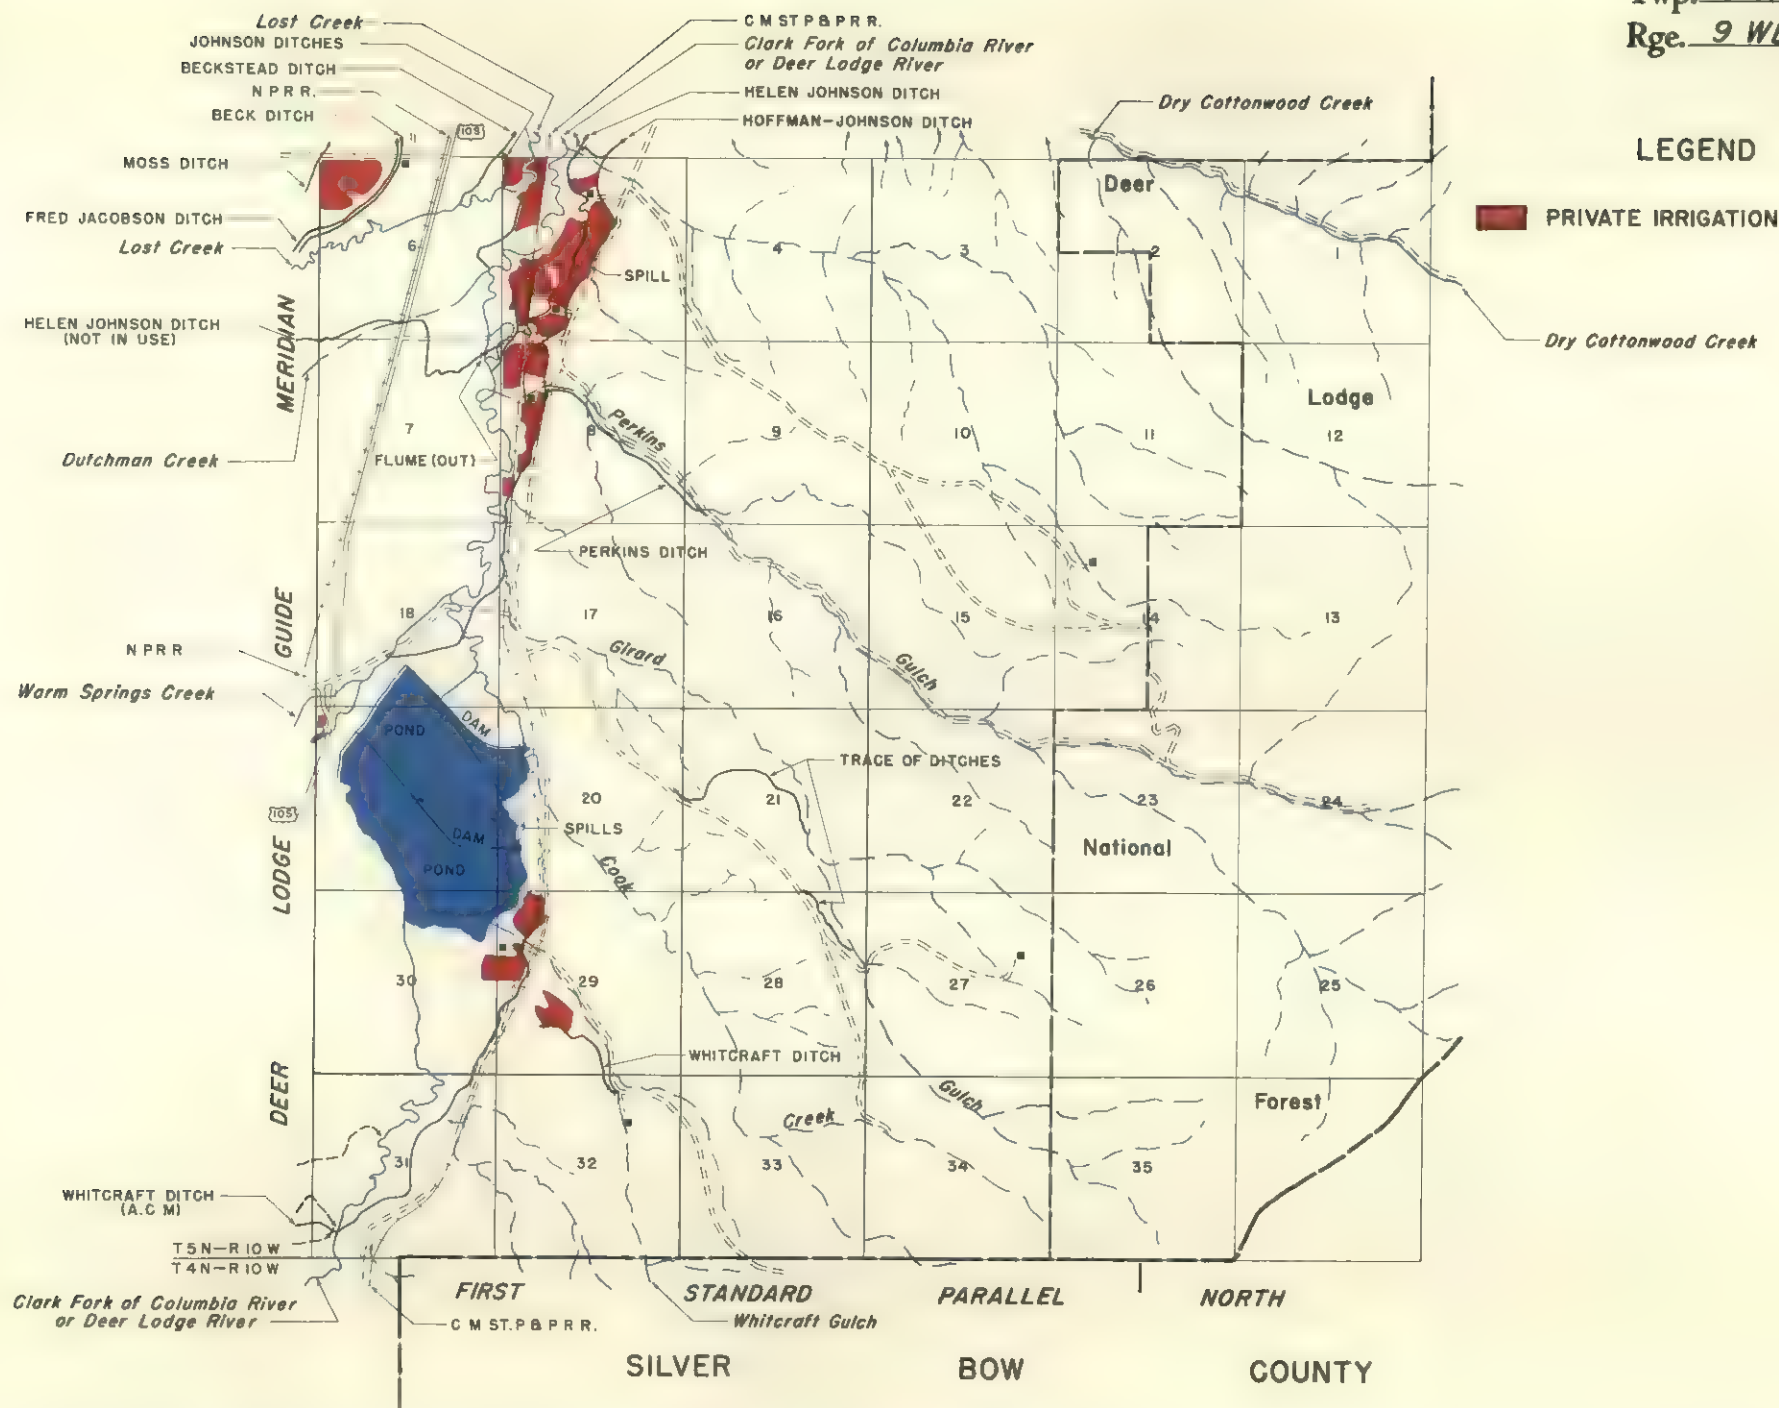 Rge. 9 WE
LEGEND
PRIVATE IRRIGATION
Lost Creek
JOHNSON DITCHES
BECKSTEAD DITCH
N P R R.
BECK DITCH
MOSS DITCH
FRED JACOBSON DITCH
Lost Creek
HELEN JOHNSON DITCH
(NOT IN USE)
Dutchman Creek
N P R R
Warm Springs Creek
WHITCRAFT DITCH
(A.C M)
T5N-R10W
T4N-R10W
Clark Fork of Columbia River
or Deer Lodge River
C M ST P & P R R.
Clark Fork of Columbia River
or Deer Lodge River
HELEN JOHNSON DITCH
HOFFMAN-JOHNSON DITCH
Dry Cottonwood Creek
Dry Cottonwood Creek
105
Deer
6
4
3
2
1
SPILL
MERIDIAN
Lodge
Perkins
7
8
9
10
11
12
FLUME (OUT)
PERKINS DITCH
GUIDE
18
17
16
15
14
13
Girard
Gulch
POND
DAM
TRACE OF DITCHES
105
20
21
22
23
24
LODGE
DAM
SPILLS
POND
Cook
National
30
29
28
27
26
25
WHITCRAFT DITCH
DEER
Creek
Gulch
Forest
31
32
33
34
35
FIRST STANDARD PARALLEL NORTH
C M ST. P & P R R.
Whitcraft Gulch
SILVER BOW COUNTY